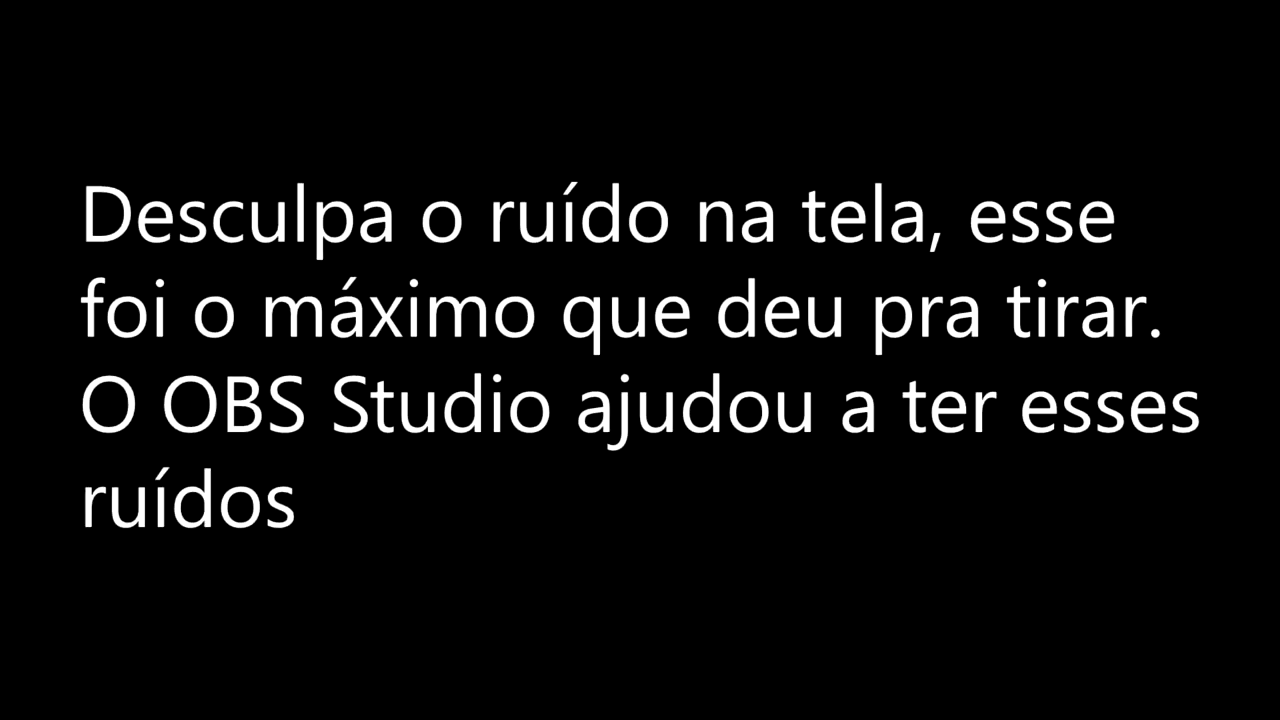 Desculpa o ruído na tela, esse
foi o máximo que deu pra tirar.
O OBS Studio ajudou a ter esses
ruídos